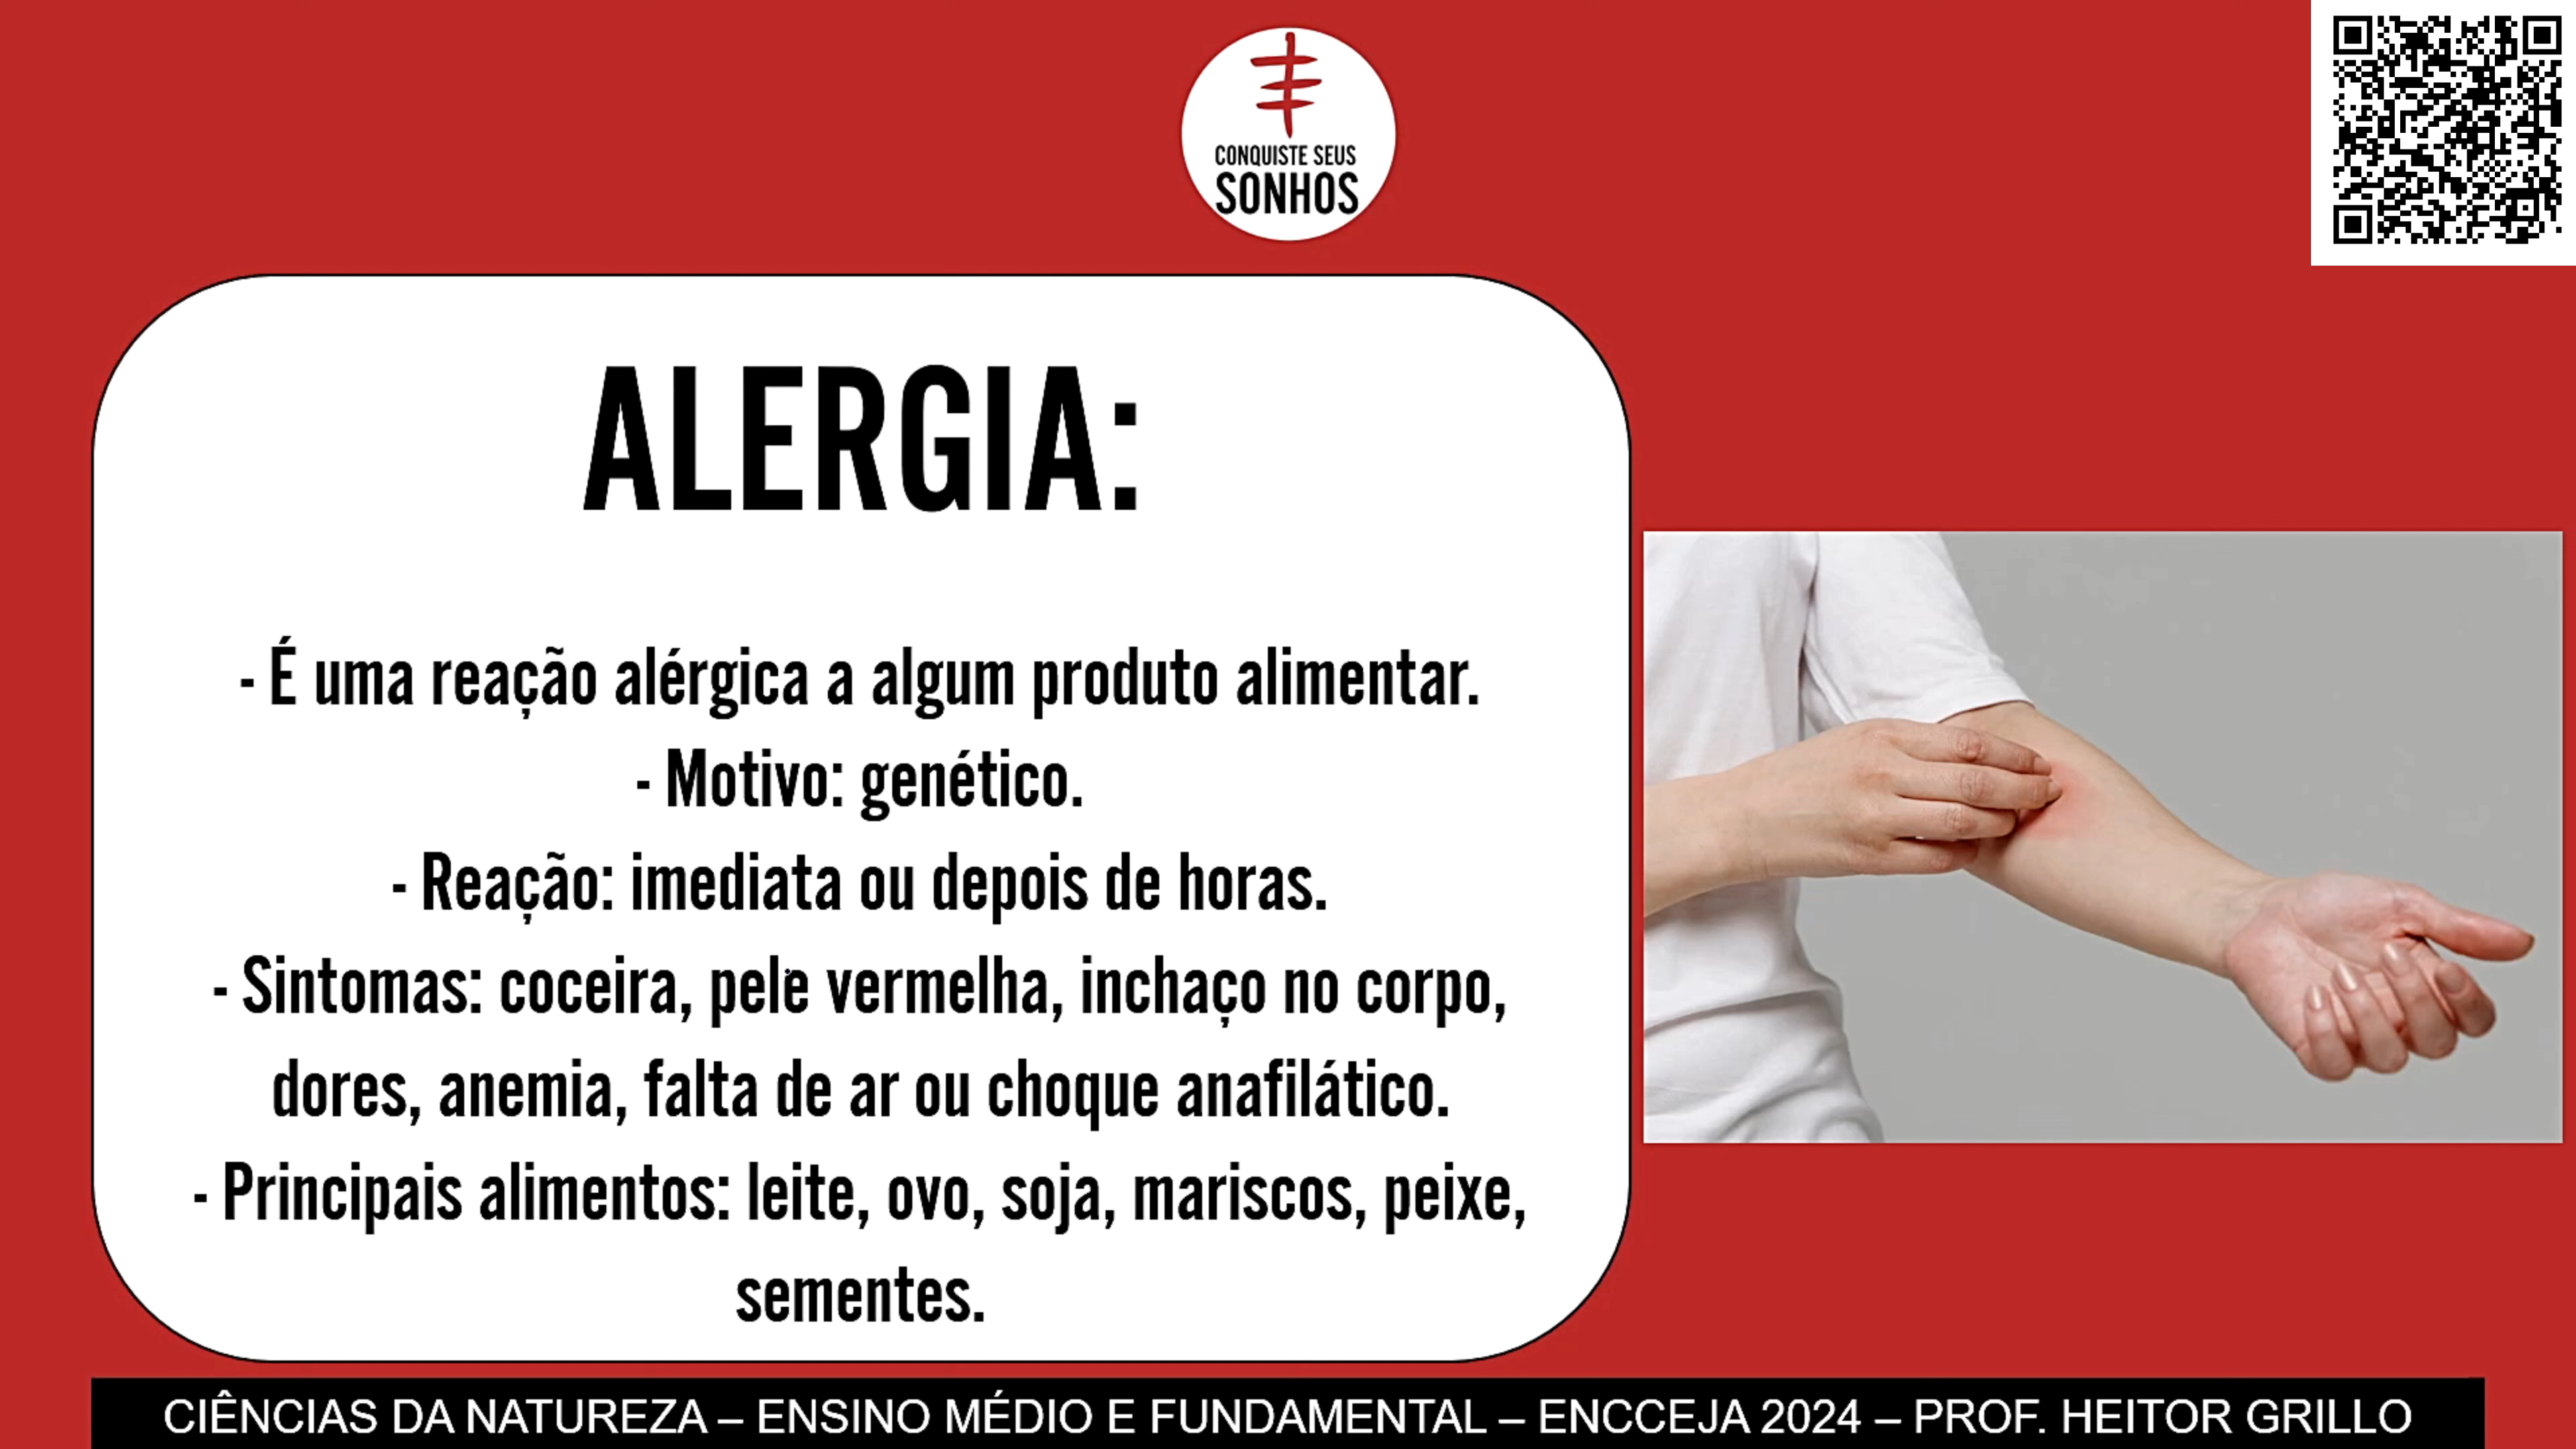 CONQUISTE SEUS
SONHOS
ALERGIA:
- É uma reação alérgica a algum produto alimentar.
- Motivo: genético.
- Reação: imediata ou depois de horas.
- Sintomas: coceira, pele vermelha, inchaço no corpo,
dores, anemia, falta de ar ou choque anafilático.
- Principais alimentos: leite, ovo, soja, mariscos, peixe,
sementes.
CIÊNCIAS DA NATUREZA – ENSINO MÉDIO E FUNDAMENTAL – ENCCEJA 2024 – PROF. HEITOR GRILLO